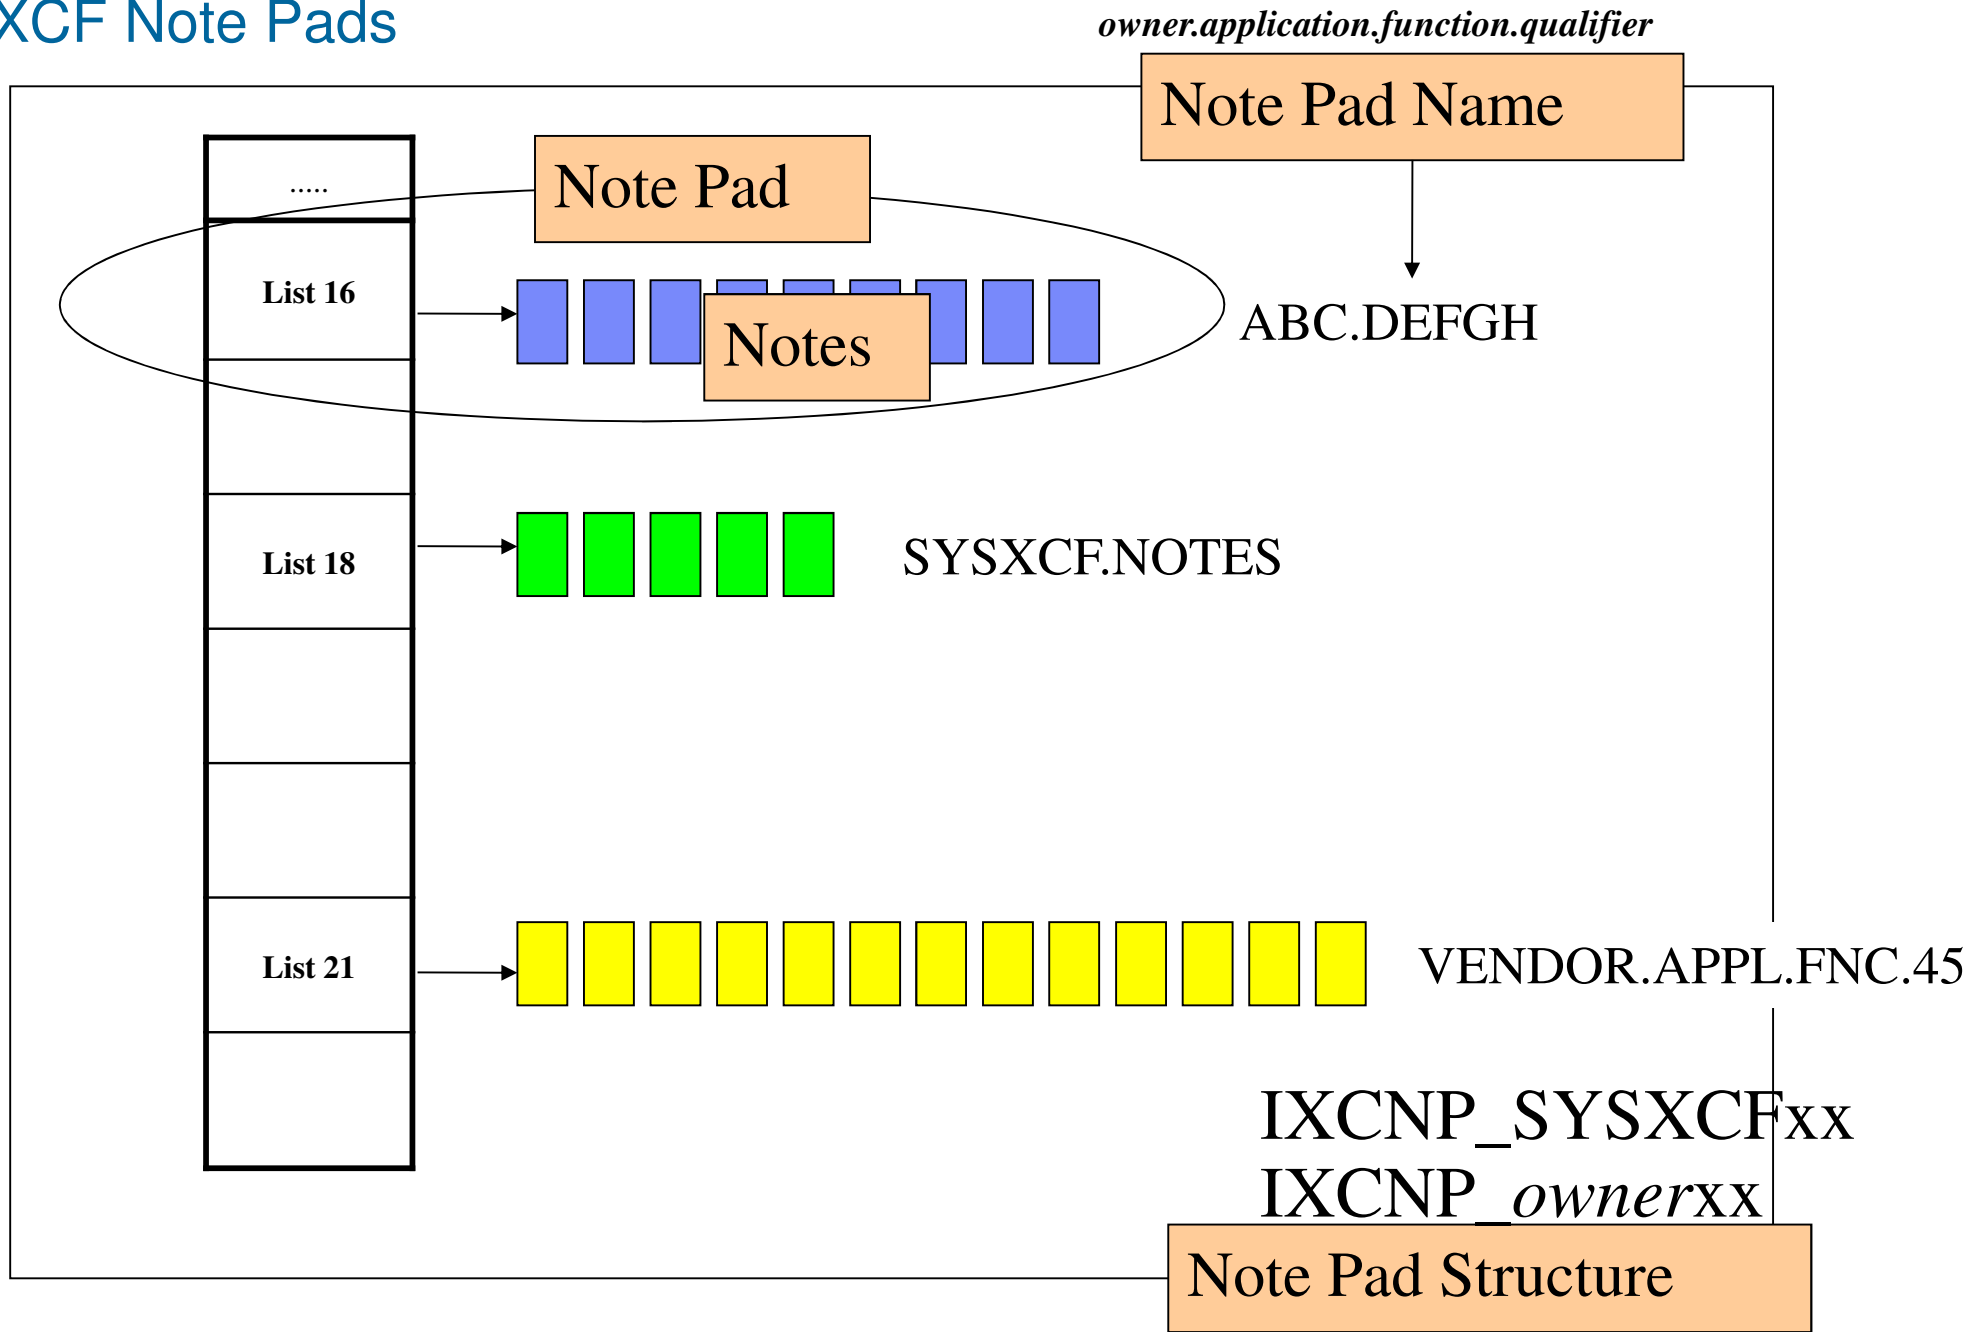 XCF Note Pads
owner.application.function.qualifier
Note Pad Name
.....
Note Pad
List 16
Notes
ABC.DEFGH
List 18
SYSXCF.NOTES
List 21
VENDOR.APPL.FNC.45
IXCNP_SYSXCFxx
IXCNP_ownerxx
Note Pad Structure